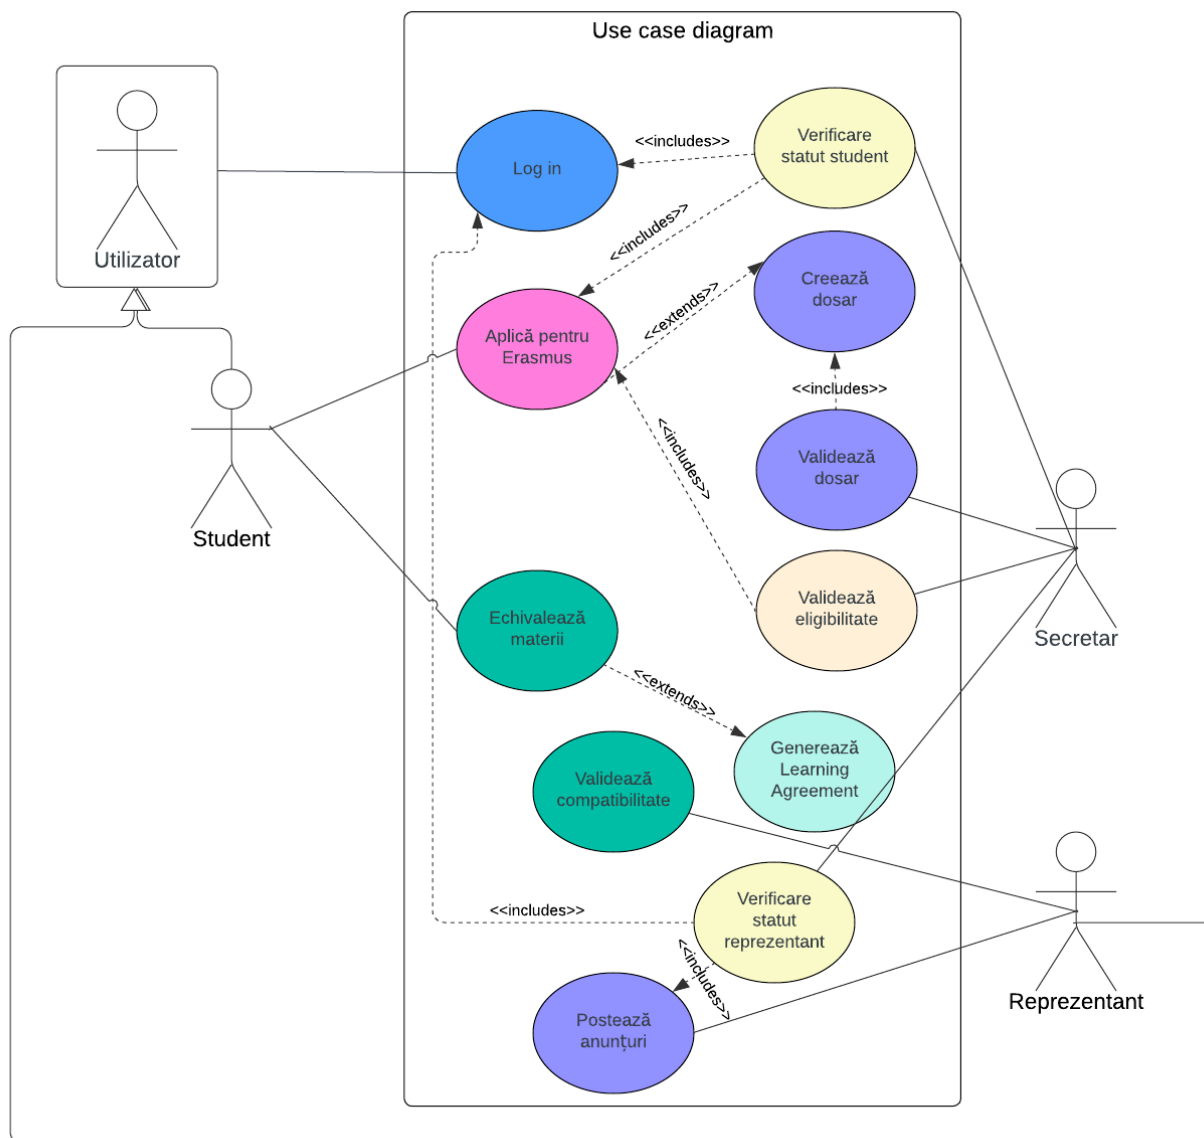 Use case diagram
Utilizator
Log in
<<includes>>
Verificare
statut student
<<includes>>
Creează
dosar
<<extends>>
Aplică pentru
Erasmus
<<includes>>
Student
<<includes>>
Validează
dosar
Secretar
Validează
eligibilitate
Echivalează
materii
<<extends>>
Generează
Learning
Agreement
Validează
compatibilitate
Verificare
statut
reprezentant
<<includes>>
<<includes>>
Reprezentant
Postează
anunțuri